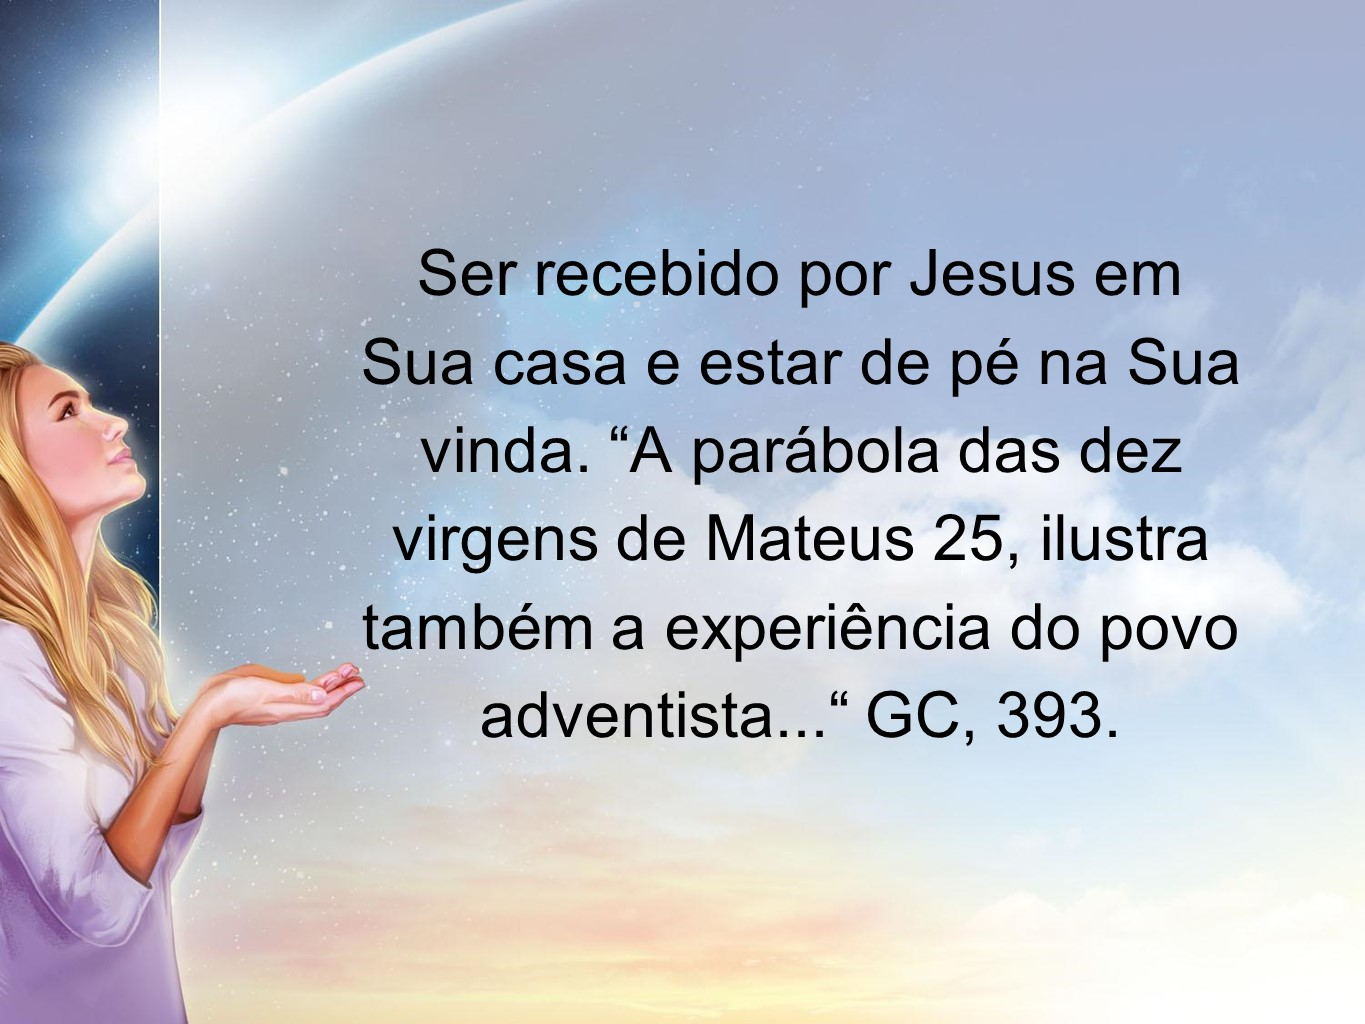 Ser recebido por Jesus em
Sua casa e estar de pé na Sua
vinda. “A parábola das dez
virgens de Mateus 25, ilustra
também a experiência do povo
adventista...“ GC, 393.